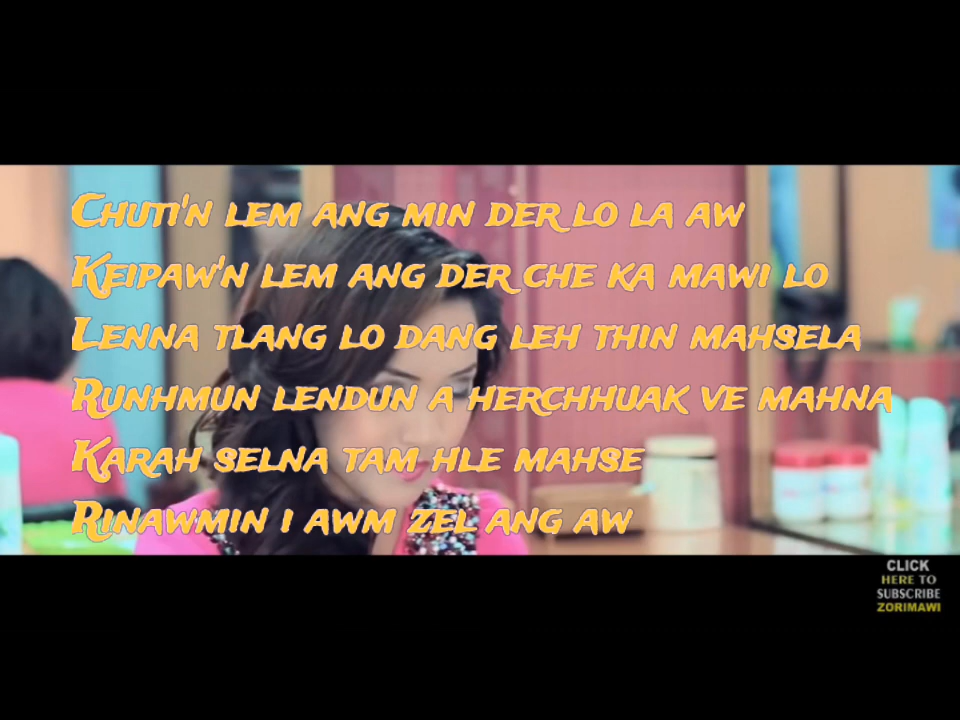 Chuti'n lem ang min der lo la aw
Keipaw'n lem ang der che ka mawi lo
Lenna tlang lo dang leh thin mahsela
Runhmun lendun a herchhuak ve mahna
Karah selna tam hle mahse
Rinawmin i awm zel ang aw
CLICK
HERE TO
SUBSCRIBE
ZORIMAWI